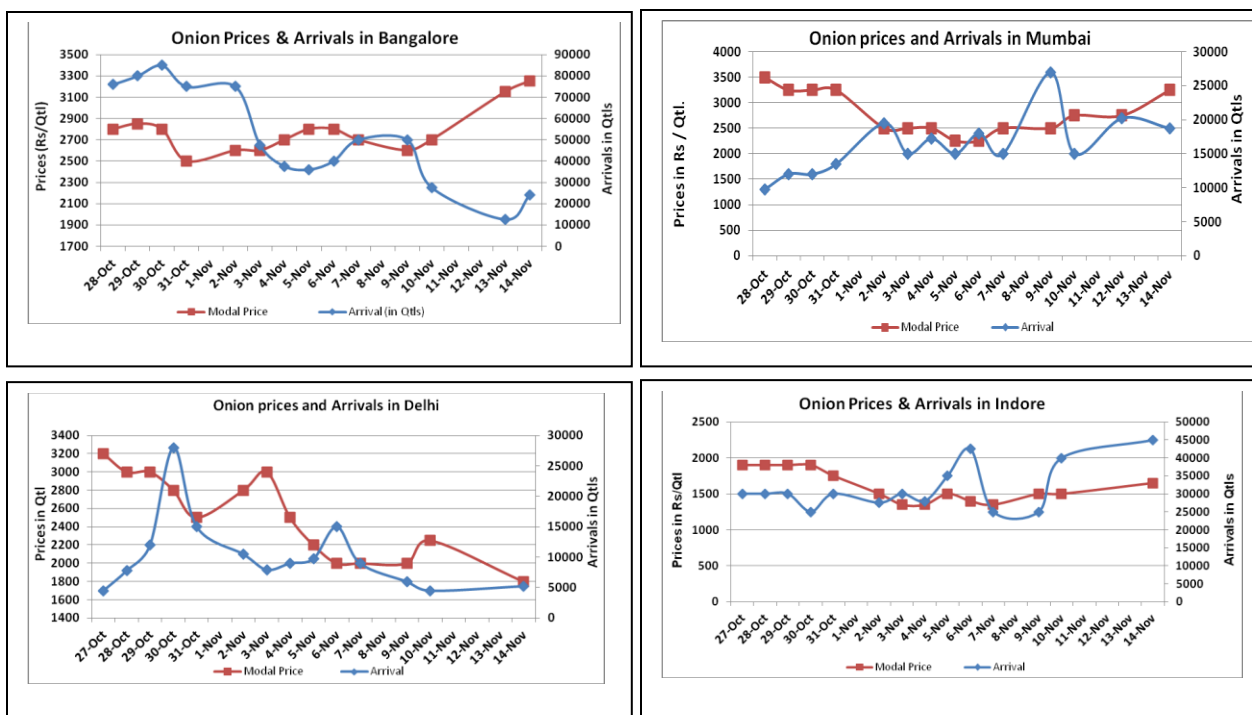 Onion Prices & Arrivals in Bangalore
Prices (Rs/Qtl)
3500
3300
3100
2900
2700
2500
2300
2100
1900
1700
90000
80000
70000
60000
50000
40000
30000
20000
10000
0
Arrivals in Qtls
28-Oct
29-Oct
30-Oct
31-Oct
1-Nov
2-Nov
3-Nov
4-Nov
5-Nov
6-Nov
7-Nov
8-Nov
9-Nov
10-Nov
11-Nov
12-Nov
13-Nov
14-Nov
Modal Price Arrival (in Qtls)
Onion prices and Arrivals in Mumbai
Prices in Rs / Qtl.
4000
3500
3000
2500
2000
1500
1000
500
0
30000
25000
20000
15000
10000
5000
0
Arrivals in Qtls
28-Oct
29-Oct
30-Oct
31-Oct
1-Nov
2-Nov
3-Nov
4-Nov
5-Nov
6-Nov
7-Nov
8-Nov
9-Nov
10-Nov
11-Nov
12-Nov
13-Nov
14-Nov
Modal Price Arrival
Onion prices and Arrivals in Delhi
Prices in Qtl
3400
3200
3000
2800
2600
2400
2200
2000
1800
1600
1400
30000
25000
20000
15000
10000
5000
0
Arrivals in Qtls
27-Oct
28-Oct
29-Oct
30-Oct
31-Oct
1-Nov
2-Nov
3-Nov
4-Nov
5-Nov
6-Nov
7-Nov
8-Nov
9-Nov
10-Nov
11-Nov
12-Nov
13-Nov
14-Nov
Modal Price Arrival
Onion Prices & Arrivals in Indore
Prices in Rs/Qtl
2500
2000
1500
1000
500
0
50000
45000
40000
35000
30000
25000
20000
15000
10000
5000
0
Arrivals in Qtls
27-Oct
28-Oct
29-Oct
30-Oct
31-Oct
1-Nov
2-Nov
3-Nov
4-Nov
5-Nov
6-Nov
7-Nov
8-Nov
9-Nov
10-Nov
11-Nov
12-Nov
13-Nov
14-Nov
Modal Price Arrival